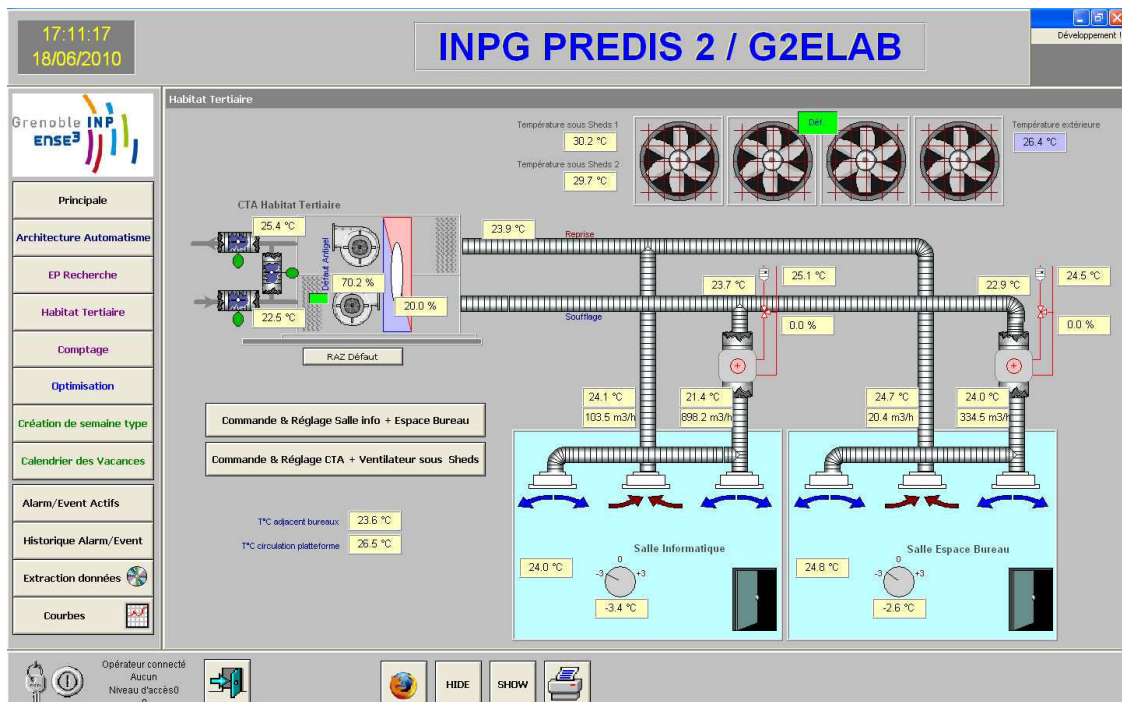 17:11:17
18/06/2010
INPG PREDIS 2 / G2ELAB
Développement !
Grenoble INP
ENSE³
Principale
Architecture Automatisme
EP Recherche
Habitat Tertiaire
Comptage
Optimisation
Création de semaine type
Calendrier des Vacances
Alarm/Event Actifs
Historique Alarm/Event
Extraction données
Courbes
Habitat Tertiaire
Température sous Sheds 1
30.2 °C
Température sous Sheds 2
29.7 °C
Déf.
Température extérieure
26.4 °C
CTA Habitat Tertiaire
25.4 °C
22.5 °C
Défaut Antigel
70.2 %
20.0 %
RAZ Défaut
23.9 °C
Reprise
Soufflage
23.7 °C
25.1 °C
0.0 %
22.9 °C
24.5 °C
0.0 %
24.1 °C
103.5 m3/h
21.4 °C
898.2 m3/h
24.7 °C
20.4 m3/h
24.0 °C
334.5 m3/h
Commande & Réglage Salle info + Espace Bureau
Commande & Réglage CTA + Ventilateur sous Sheds
T°C adjacent bureaux
23.6 °C
T°C circulation platteforme
26.5 °C
Salle Informatique
24.0 °C
0
-3
+3
-3.4 °C
Salle Espace Bureau
24.8 °C
0
-3
+3
-2.6 °C
Opérateur connecté
Aucun
Niveau d'accès0
HIDE
SHOW